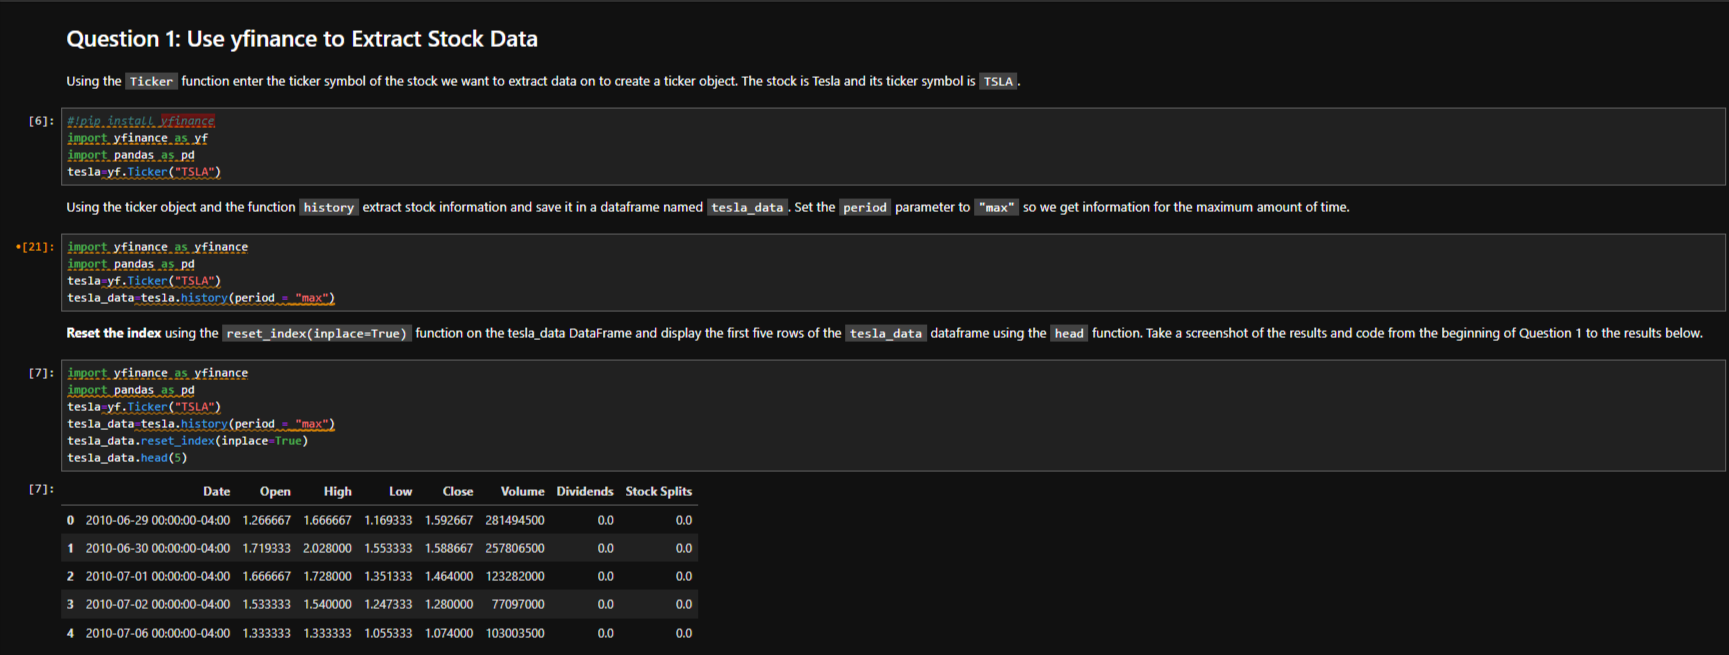 Question 1: Use yfinance to Extract Stock Data
Using the Ticker function enter the ticker symbol of the stock we want to extract data on to create a ticker object. The stock is Tesla and its ticker symbol is TSLA.
[6]: #!pip install yfinance
import yfinance as yf
import pandas as pd
tesla=yf.Ticker("TSLA")
Using the ticker object and the function history extract stock information and save it in a dataframe named tesla_data. Set the period parameter to "max" so we get information for the maximum amount of time.
•[21]: import yfinance as yfinance
import pandas as pd
tesla=yf.Ticker("TSLA")
tesla_data=tesla.history(period = "max")
Reset the index using the reset_index(inplace=True) function on the tesla_data DataFrame and display the first five rows of the tesla_data dataframe using the head function. Take a screenshot of the results and code from the beginning of Question 1 to the results below.
[7]: import yfinance as yfinance
import pandas as pd
tesla=yf.Ticker("TSLA")
tesla_data=tesla.history(period = "max")
tesla_data.reset_index(inplace=True)
tesla_data.head(5)
[7]: Date Open High Low Close Volume Dividends Stock Splits
0 2010-06-29 00:00:00-04:00 1.266667 1.666667 1.169333 1.592667 281494500 0.0 0.0
1 2010-06-30 00:00:00-04:00 1.719333 2.028000 1.553333 1.588667 257806500 0.0 0.0
2 2010-07-01 00:00:00-04:00 1.666667 1.728000 1.351333 1.464000 123282000 0.0 0.0
3 2010-07-02 00:00:00-04:00 1.533333 1.540000 1.247333 1.280000 77097000 0.0 0.0
4 2010-07-06 00:00:00-04:00 1.333333 1.333333 1.055333 1.074000 103003500 0.0 0.0